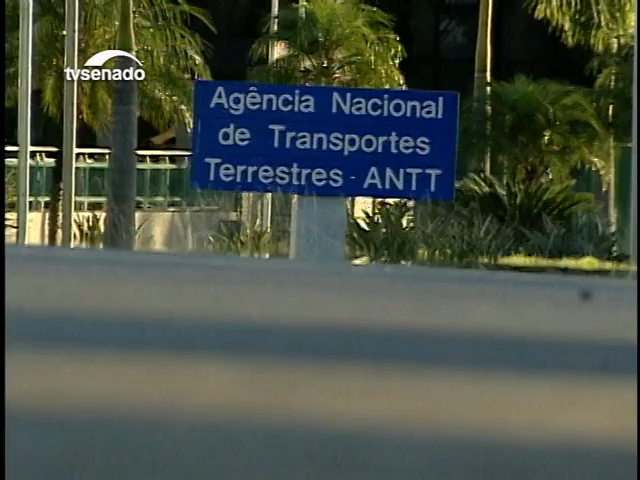 tvsenado
Agência Nacional
de Transportes
Terrestres - ANTT